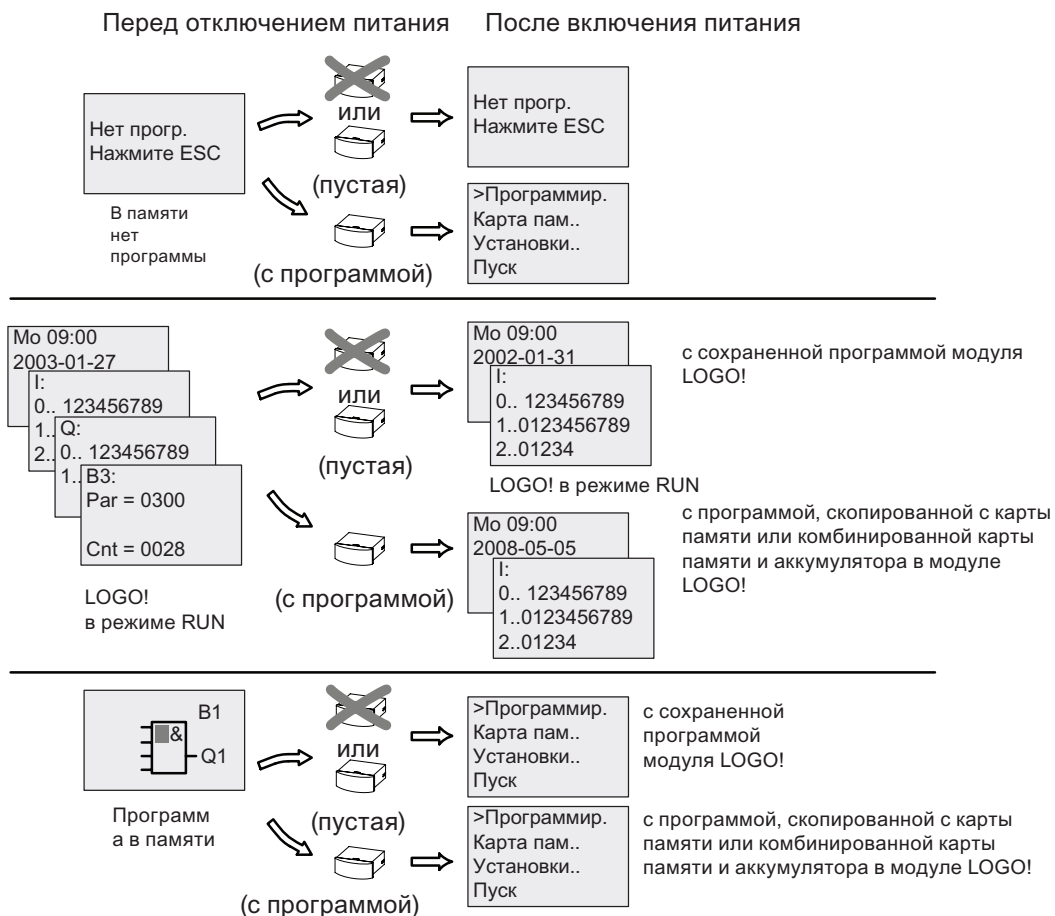 Перед отключением питания
После включения питания
Нет прогр.
Нажмите ESC
В памяти
нет
программы
или
(пустая)
(с программой)
Нет прогр.
Нажмите ESC
>Программир.
Карта пам..
Установки..
Пуск
Mo 09:00
2003-01-27
I:
0.. 123456789
1..
2..
Q:
0.. 123456789
1..
B3:
Par = 0300
Cnt = 0028
LOGO!
в режиме RUN
или
(пустая)
(с программой)
Mo 09:00
2002-01-31
I:
0.. 123456789
1..0123456789
2..01234
LOGO! в режиме RUN
с сохраненной программой модуля
LOGO!
Mo 09:00
2008-05-05
I:
0.. 123456789
1..0123456789
2..01234
с программой, скопированной с карты
памяти или комбинированной карты
памяти и аккумулятора в модуле
LOGO!
B1
&
Q1
Программ
а в памяти
или
(пустая)
(с программой)
>Программир.
Карта пам..
Установки..
Пуск
с сохраненной
программой
модуля LOGO!
>Программир.
Карта пам..
Установки..
Пуск
с программой, скопированной с карты
памяти или комбинированной карты
памяти и аккумулятора в модуле LOGO!